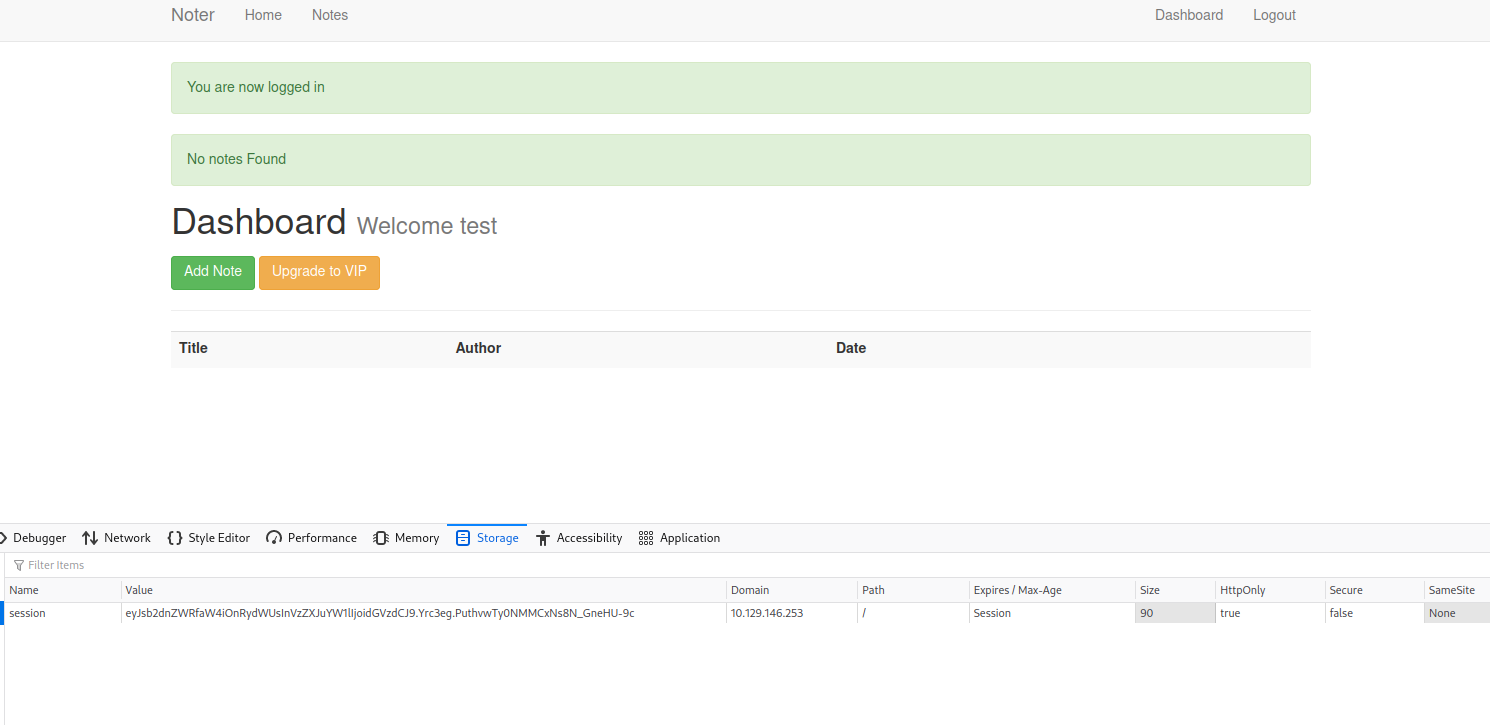 Noter Home Notes Dashboard Logout
You are now logged in
No notes Found
Dashboard Welcome test
Add Note Upgrade to VIP
Title Author Date
Debugger Network Style Editor Performance Memory Storage Accessibility Application
Filter Items
Name Value Domain Path Expires / Max-Age Size HttpOnly Secure SameSite
session eyJsb2dnZWRfaW4iOnRydWUsInVzZXJuYW1lIjoidGVzdCJ9.Yrc3eg.PuthvwTy0NMMCxNs8N_GneHU-9c 10.129.146.253 / Session 90 true false None